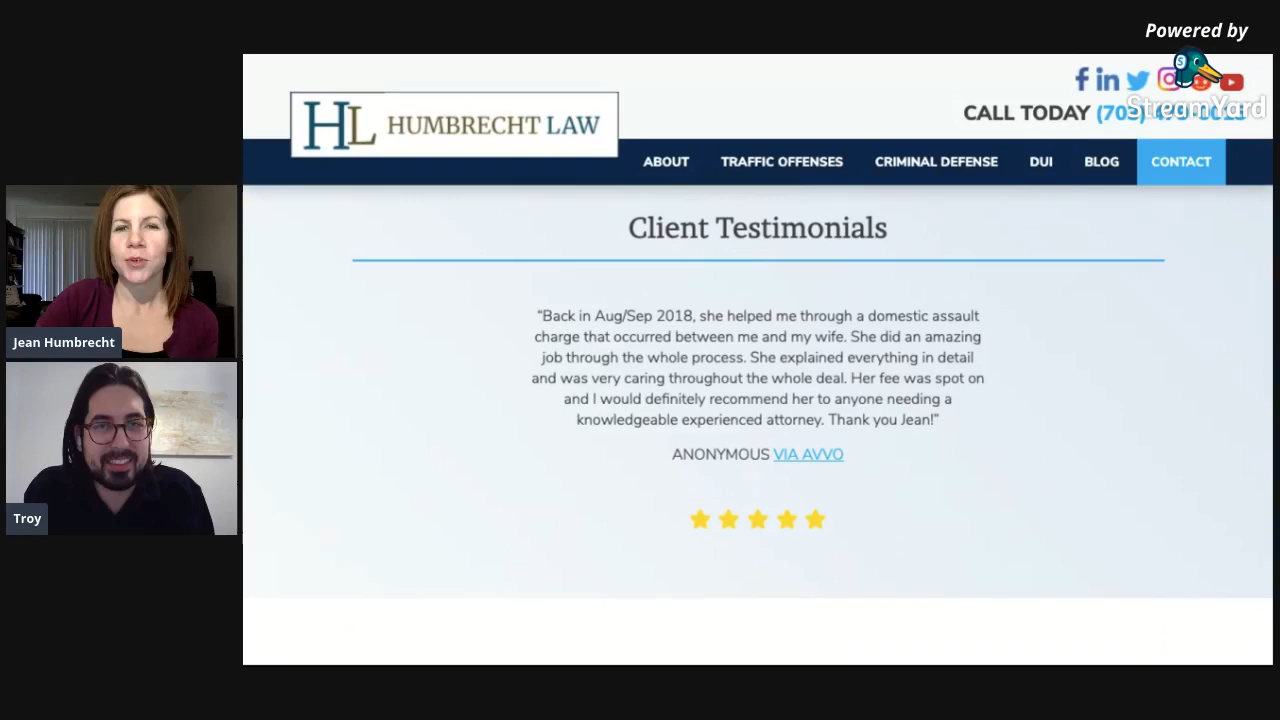 Powered by
StreamYard
HL HUMBRECHT LAW
CALL TODAY
ABOUT TRAFFIC OFFENSES CRIMINAL DEFENSE DUI BLOG CONTACT
Client Testimonials
“Back in Aug/Sep 2018, she helped me through a domestic assault
charge that occurred between me and my wife. She did an amazing
job through the whole process. She explained everything in detail
and was very caring throughout the whole deal. Her fee was spot on
and I would definitely recommend her to anyone needing a
knowledgeable experienced attorney. Thank you Jean!”
ANONYMOUS VIA AVVO
Jean Humbrecht
Troy